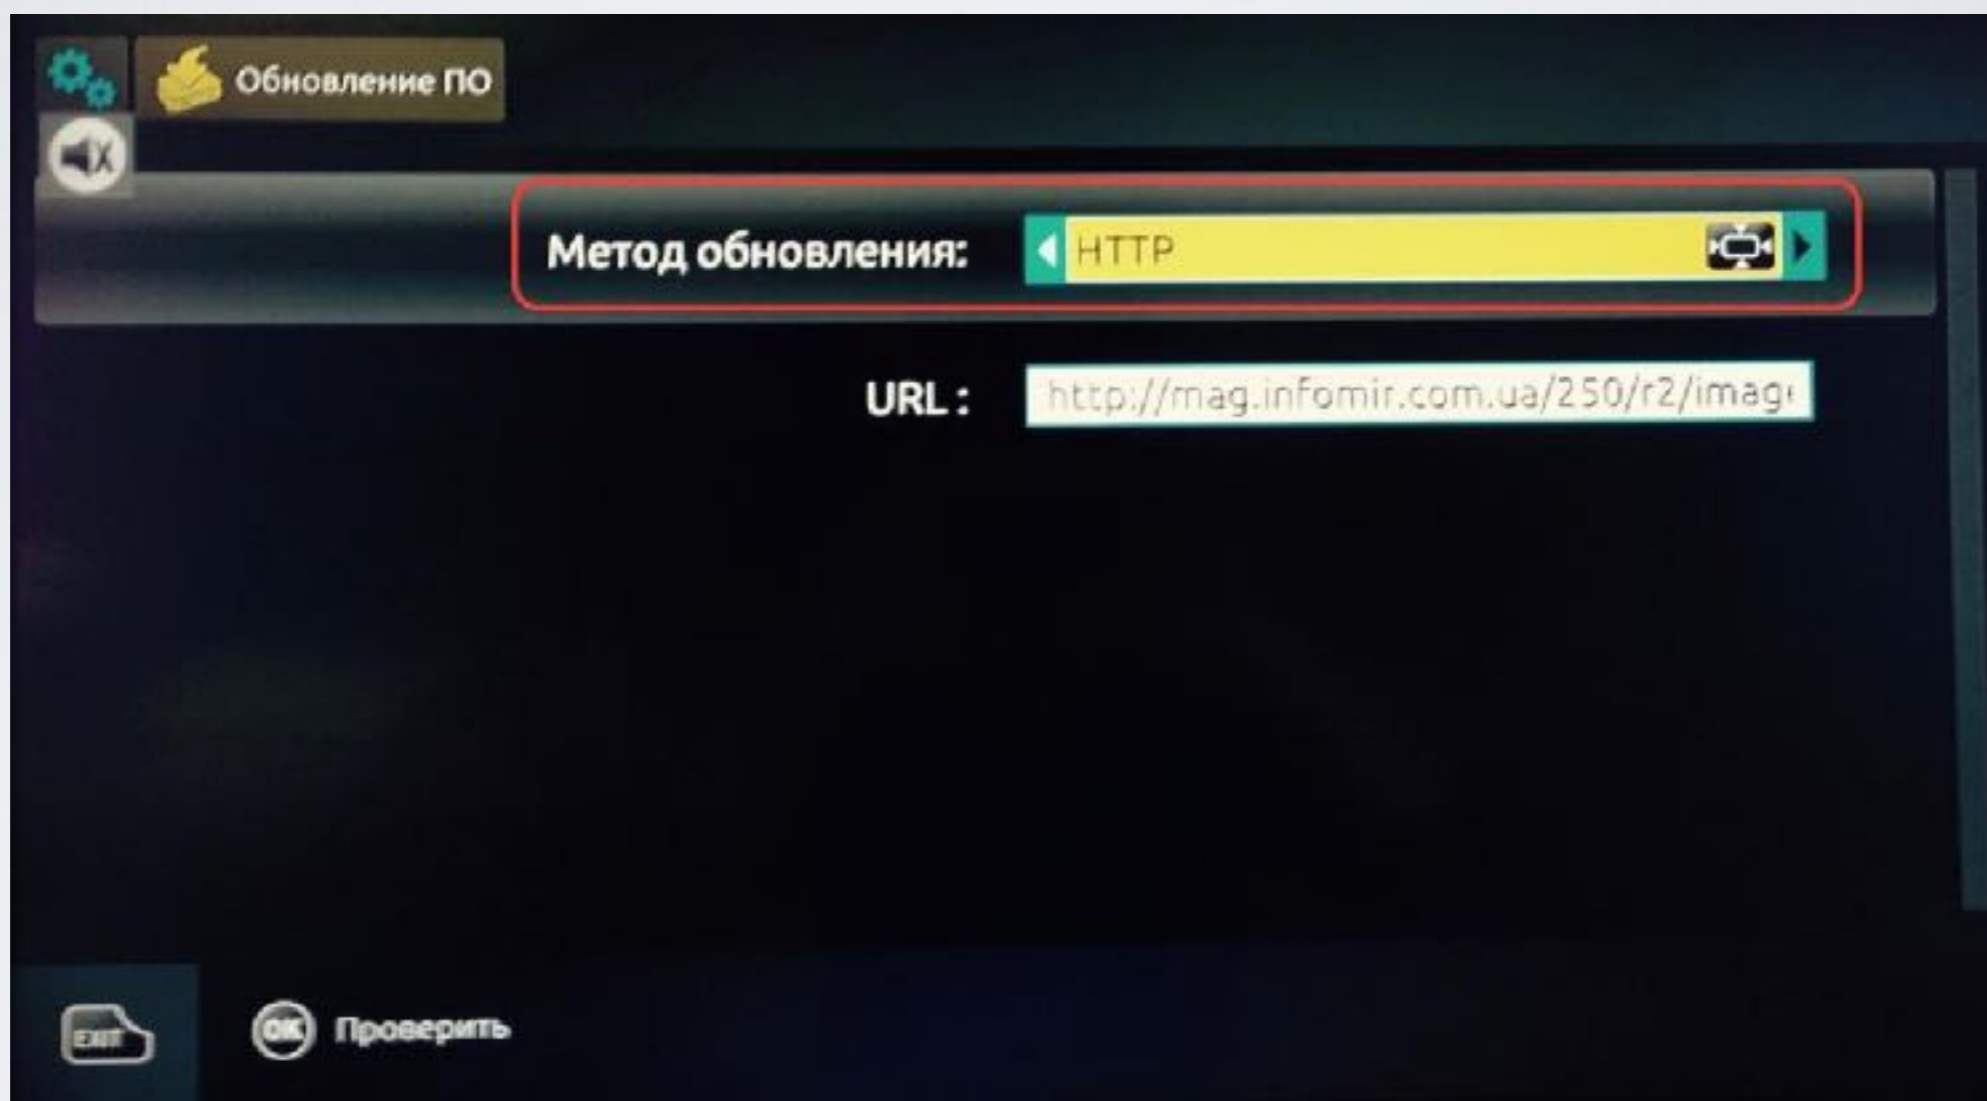 Обновление ПО
Метод обновления:
HTTP
URL :
http://mag.infomir.com.ua/250/r2/imag
EXIT
OK
Проверить